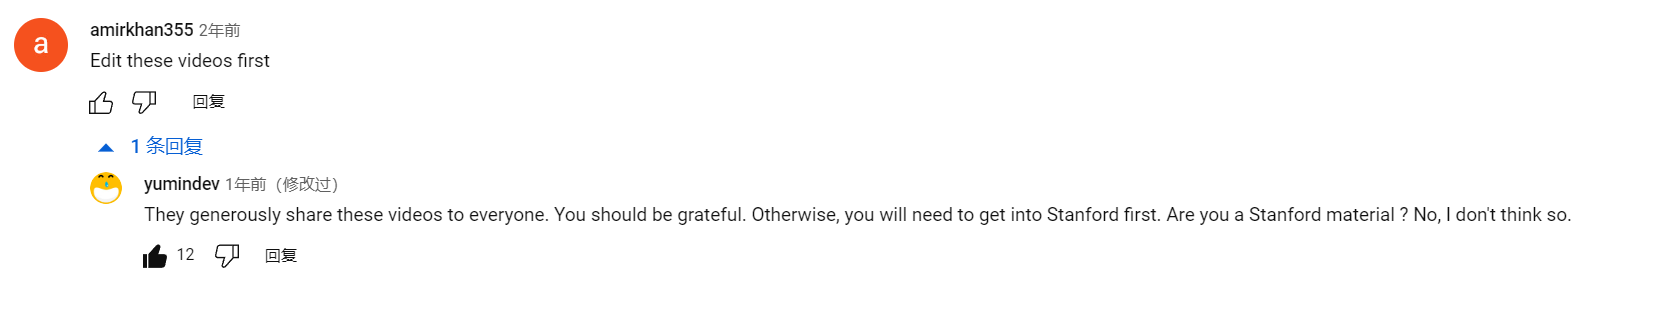 a
amirkhan355 2年前
Edit these videos first
回复
1 条回复
yumindev 1年前（修改过）
They generously share these videos to everyone. You should be grateful. Otherwise, you will need to get into Stanford first. Are you a Stanford material ? No, I don't think so.
12 回复